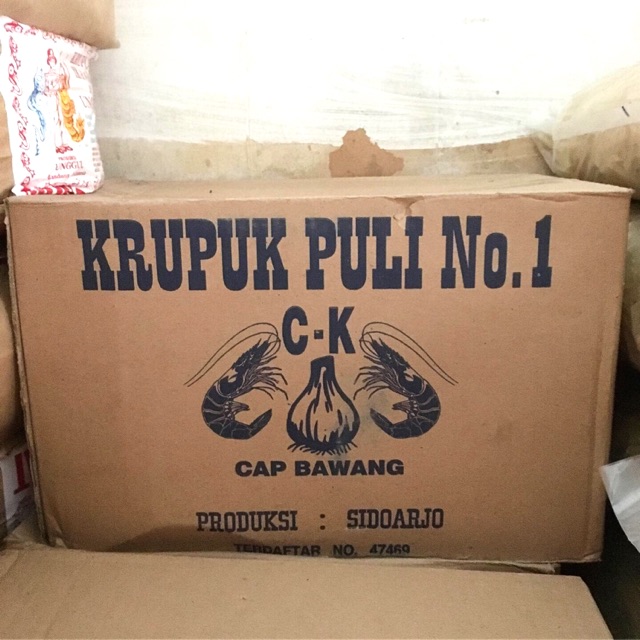 KRUPUK PULI No.1
C-K
CAP BAWANG
PRODUKSI : SIDOARJO
TERDAFTAR NO. 47469